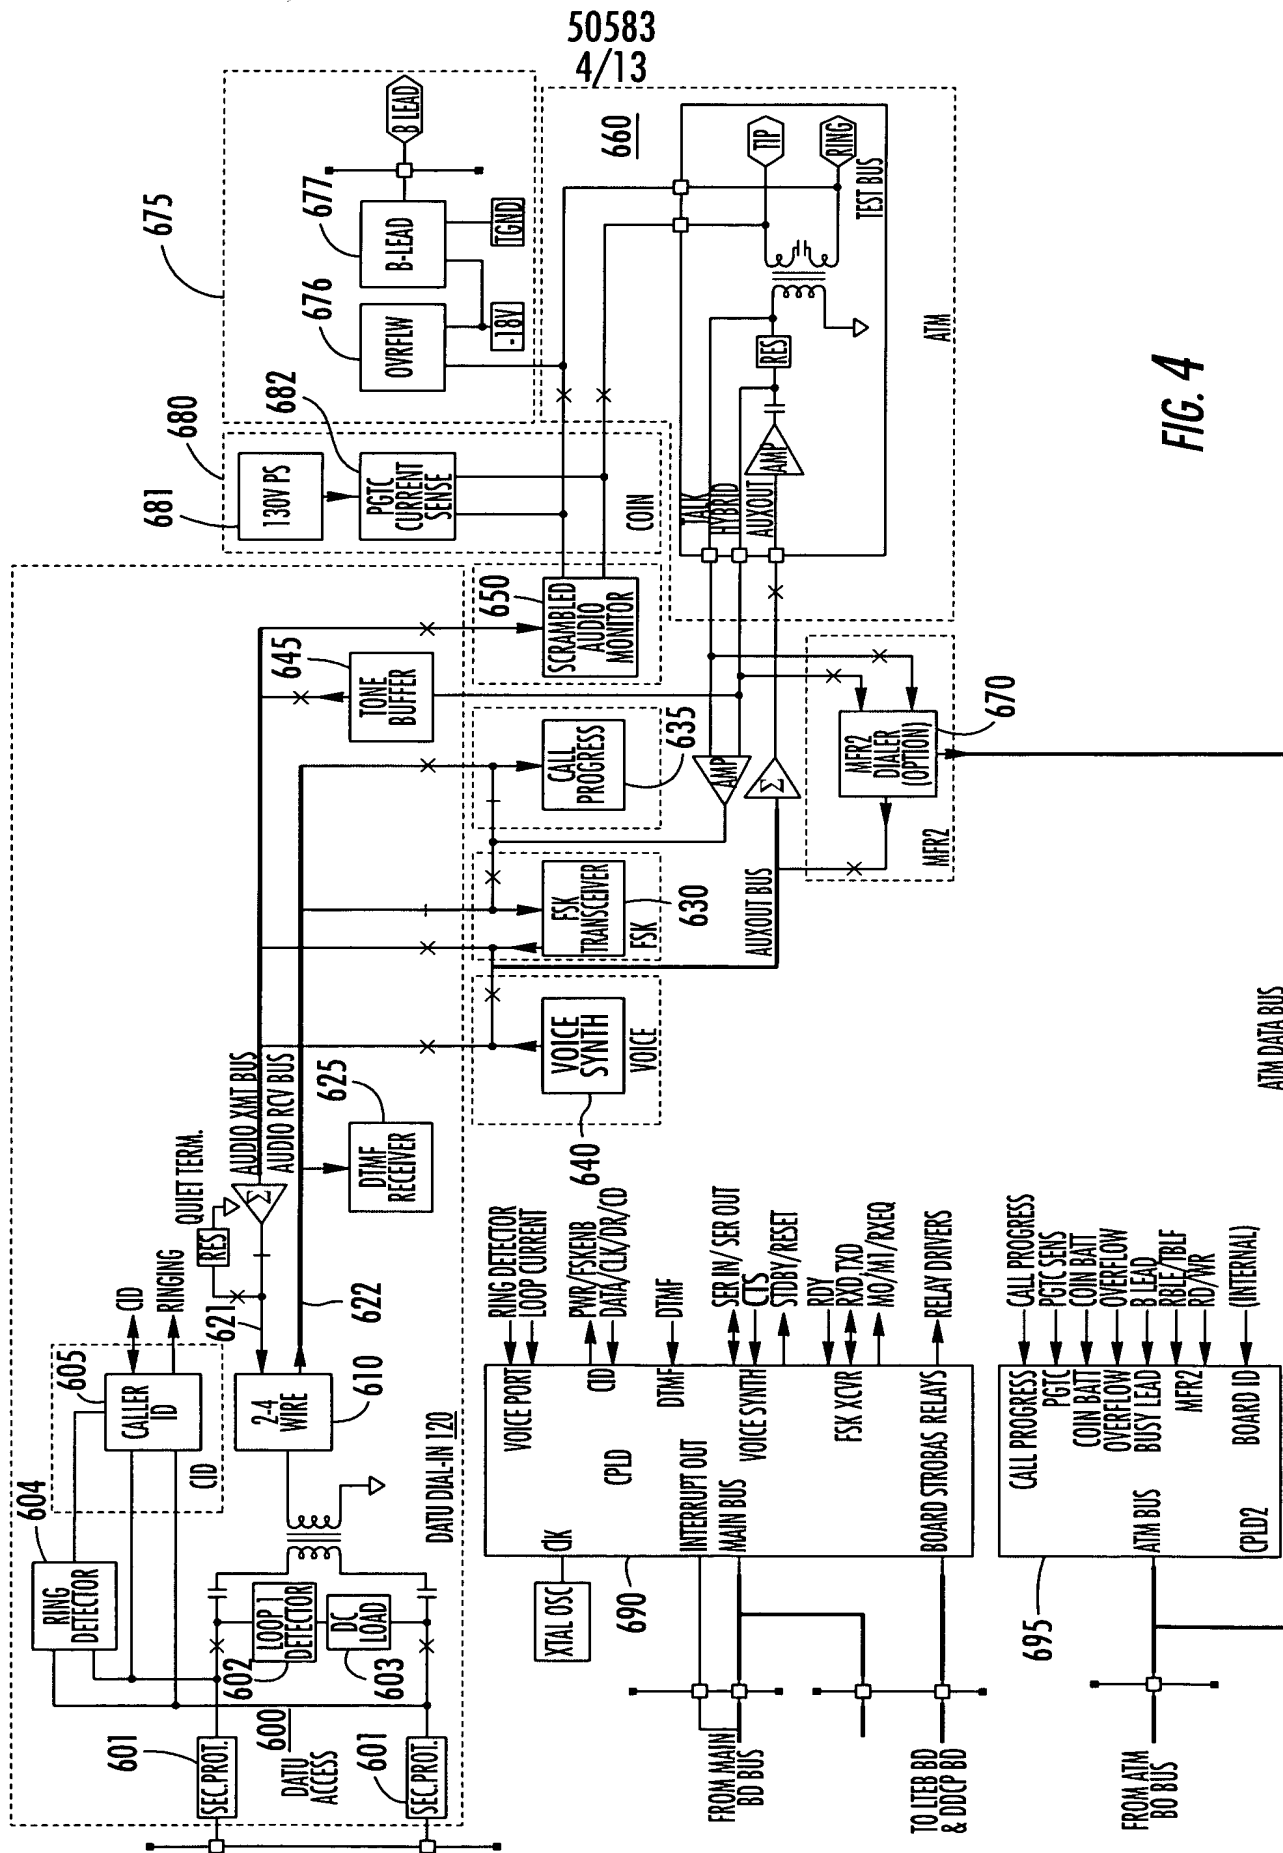 50583
4/13
675
B LEAD
677
B-LEAD
TGND
676
OVRFLW
-18V
660
TIP
RING
TEST BUS
RES
AMP
ATM
TALK
HYBRID
AUXOUT
680
681
130V PS
682
PGTC
CURRENT
SENSE
COIN
650
SCRAMBLED
AUDIO
MONITOR
645
TONE
BUFFER
CALL
PROGRESS
635
AMP
Σ
MFR2
DIALER
(OPTION)
670
MFR2
FSK
TRANSCEIVER
FSK
630
AUXOUT BUS
VOICE
SYNTH
VOICE
640
AUDIO XMT BUS
AUDIO RCV BUS
625
DTMF
RECEIVER
QUIET TERM.
RES
Σ
621
622
CID
RINGING
605
CALLER
ID
CID
2-4
WIRE
610
DATU DIAL-IN 120
604
RING
DETECTOR
LOOP 1
DETECTOR
602
DC
LOAD
603
601
SEC.PROT.
600
DATU
ACCESS
601
SEC.PROT.
RING DETECTOR
LOOP CURRENT
PWR/FSKENB
DATA/CLK/DR/CD
DTMF
SER IN/ SER OUT
CTS
STDBY/RESET
RDY
RXD TXD
MO/M1/RXEQ
RELAY DRIVERS
VOICE PORT
CID
DTMF
VOICE SYNTH
FSK XCVR
RELAYS
CPLD
INTERRUPT OUT
MAIN BUS
BOARD STROBAS
ClK
XTAL OSC
690
FROM MAIN
BD BUS
TO LTEB BD
& DDCP BD
CALL PROGRESS
PGTC SENS
COIN BATT
OVERFLOW
B LEAD
RBLE/TBLF
RD/WR
(INTERNAL)
CALL PROGRESS
PGTC
COIN BATT
OVERFLOW
BUSY LEAD
MFR2
BOARD ID
ATM BUS
CPLD2
695
FROM ATM
BO BUS
ATM DATA BUS
FIG. 4